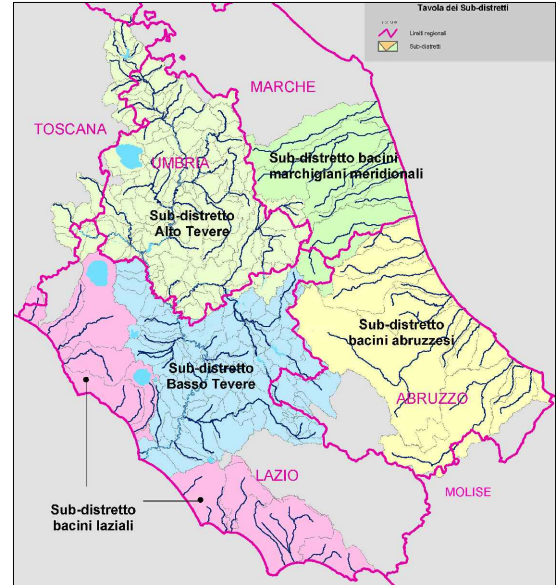 Tavola dei Sub-distretti
Limiti regionali
Sub-distretti
MARCHE
TOSCANA
Sub-distretto bacini
marchigiani meridionali
UMBRIA
Sub-distretto
Alto Tevere
Sub-distretto
bacini abruzzesi
Sub-distretto
Basso Tevere
ABRUZZO
LAZIO
MOLISE
Sub-distretto
bacini laziali